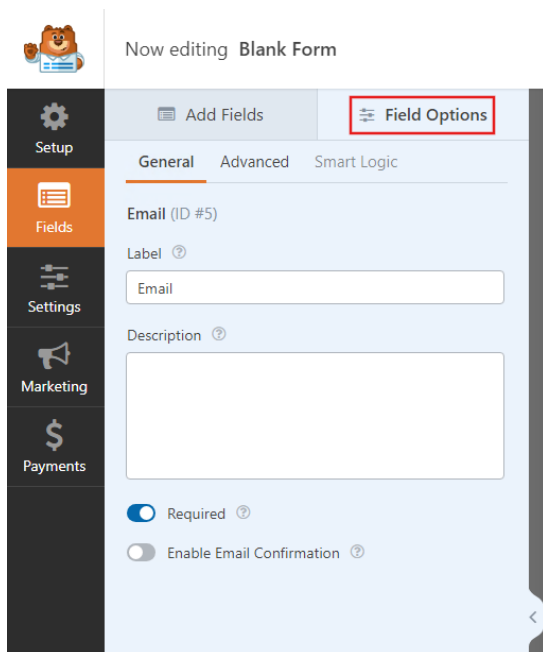 Now editing Blank Form
Add Fields
Field Options
Setup
General Advanced Smart Logic
Fields
Email (ID #5)
Label ?
Email
Settings
Description ?
Marketing
Payments
Required ?
Enable Email Confirmation ?